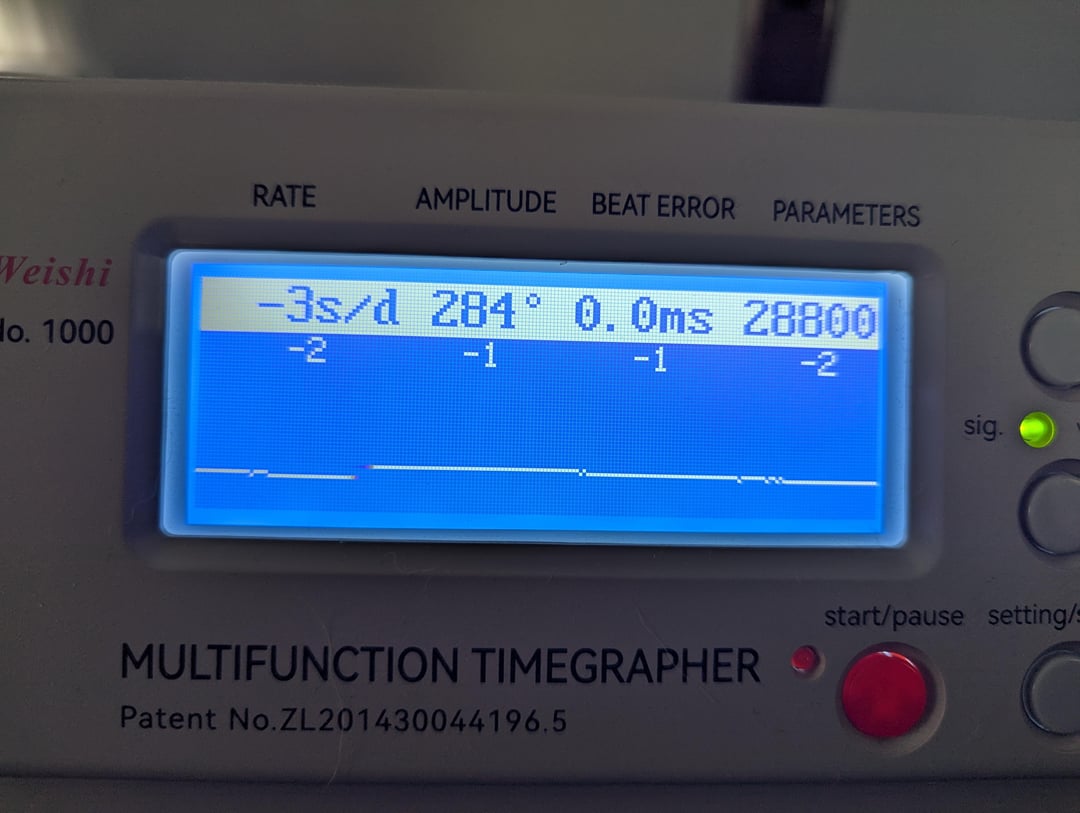 RATE AMPLITUDE BEAT ERROR PARAMETERS
Weishi
No. 1000
-3s/d 284° 0.0ms 28800
-2 -1 -1 -2
sig.
start/pause setting/s
MULTIFUNCTION TIMEGRAPHER
Patent No.ZL201430044196.5